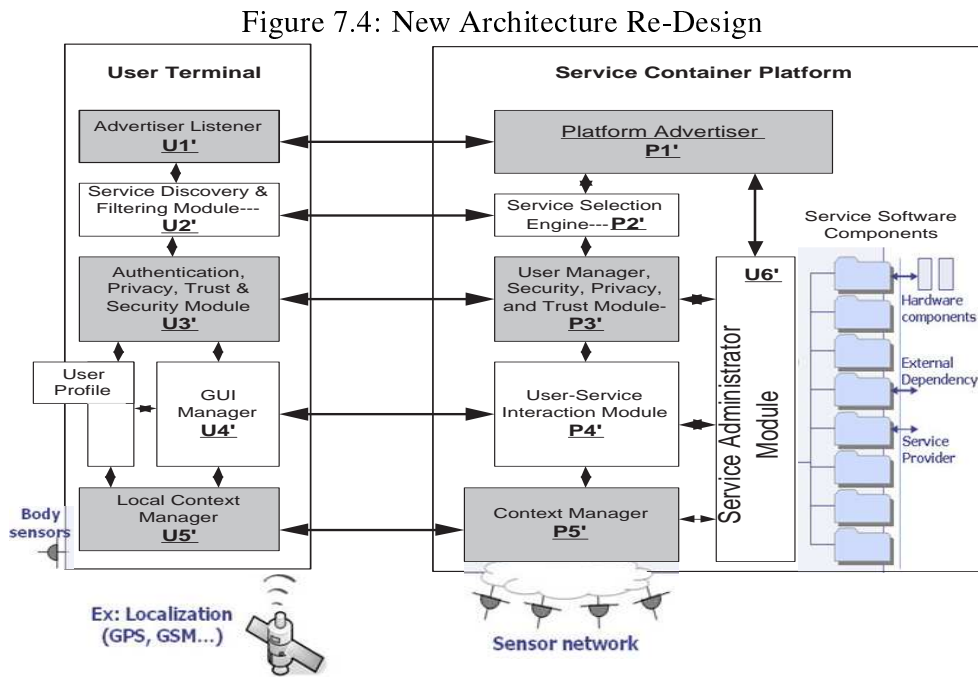 Figure 7.4: New Architecture Re-Design
User Terminal
Advertiser Listener
U1'
Service Discovery &
Filtering Module---
U2'
Authentication,
Privacy, Trust &
Security Module
U3'
User
Profile
GUI
Manager
U4'
Local Context
Manager
U5'
Body
sensors
Ex: Localization
(GPS, GSM...)
Service Container Platform
Platform Advertiser
P1'
Service Selection
Engine---P2'
User Manager,
Security, Privacy,
and Trust Module-
P3'
User-Service
Interaction Module
P4'
Context Manager
P5'
Sensor network
U6'
Service Administrator
Module
Service Software
Components
Hardware
components
External
Dependency
Service
Provider